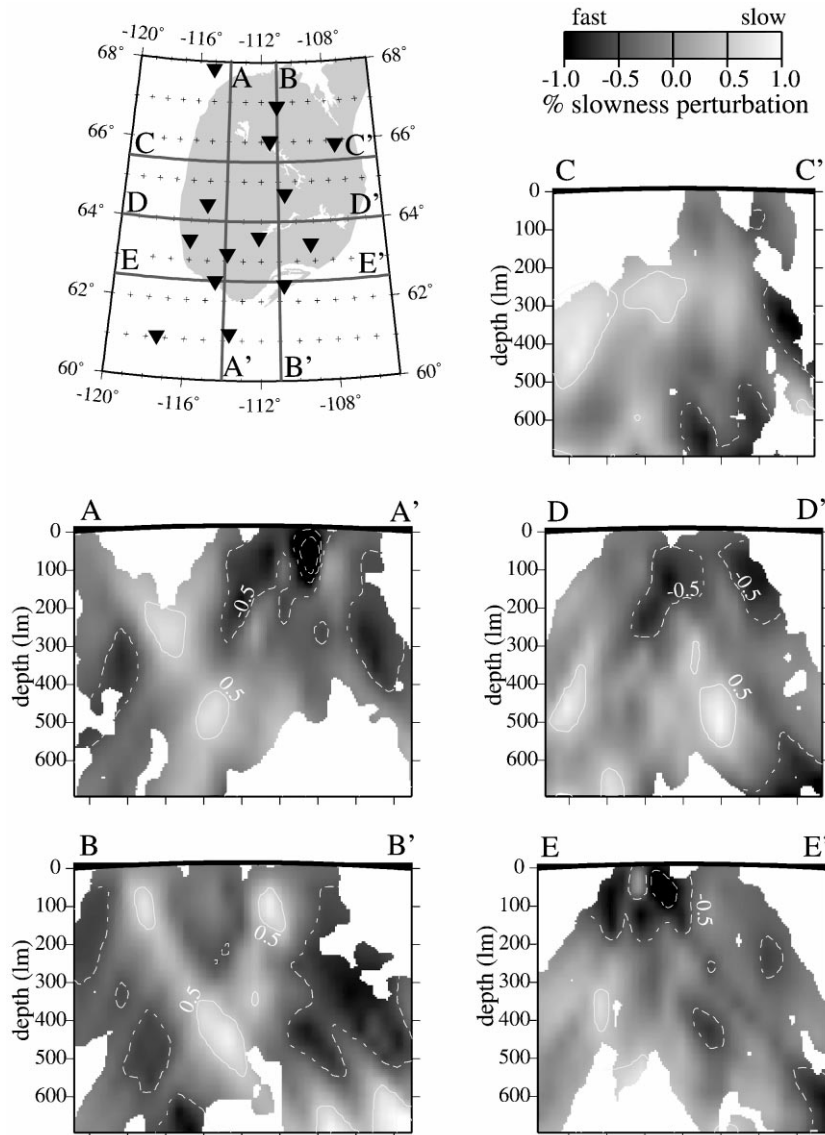 -120° -116° -112° -108°
68° 68°
A B
66° 66°
C C'
64° 64°
D D'
E E'
62° 62°
A' B'
60° 60°
-120° -116° -112° -108°
fast slow
-1.0 -0.5 0.0 0.5 1.0
% slowness perturbation
C C'
0
100
200
300
400
500
600
depth (lm)
A A'
0
100
200
300
400
500
600
depth (lm)
-0.5
0.5
D D'
0
100
200
300
400
500
600
depth (lm)
-0.5
-0.5
0.5
B B'
0
100
200
300
400
500
600
depth (lm)
0.5
0.5
E E'
0
100
200
300
400
500
600
depth (lm)
-0.5